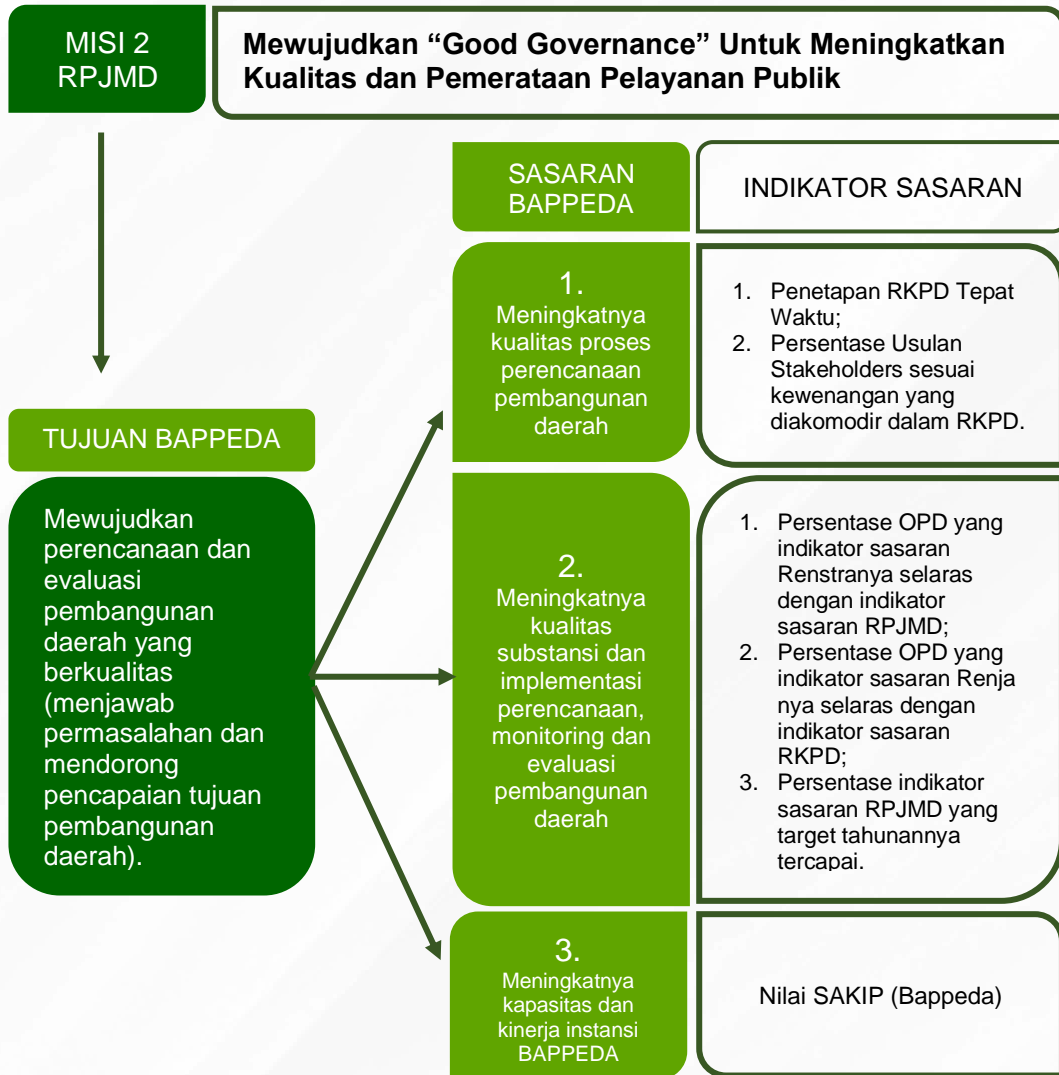 MISI 2
RPJMD
Mewujudkan “Good Governance” Untuk Meningkatkan
Kualitas dan Pemerataan Pelayanan Publik
SASARAN
BAPPEDA
INDIKATOR SASARAN
1.
Meningkatnya
kualitas proses
perencanaan
pembangunan
daerah
1. Penetapan RKPD Tepat
Waktu;
2. Persentase Usulan
Stakeholders sesuai
kewenangan yang
diakomodir dalam RKPD.
TUJUAN BAPPEDA
Mewujudkan
perencanaan dan
evaluasi
pembangunan
daerah yang
berkualitas
(menjawab
permasalahan dan
mendorong
pencapaian tujuan
pembangunan
daerah).
2.
Meningkatnya
kualitas
substansi dan
implementasi
perencanaan,
monitoring dan
evaluasi
pembangunan
daerah
1. Persentase OPD yang
indikator sasaran
Renstranya selaras
dengan indikator
sasaran RPJMD;
2. Persentase OPD yang
indikator sasaran Renja
nya selaras dengan
indikator sasaran
RKPD;
3. Persentase indikator
sasaran RPJMD yang
target tahunannya
tercapai.
3.
Meningkatnya
kapasitas dan
kinerja instansi
BAPPEDA
Nilai SAKIP (Bappeda)